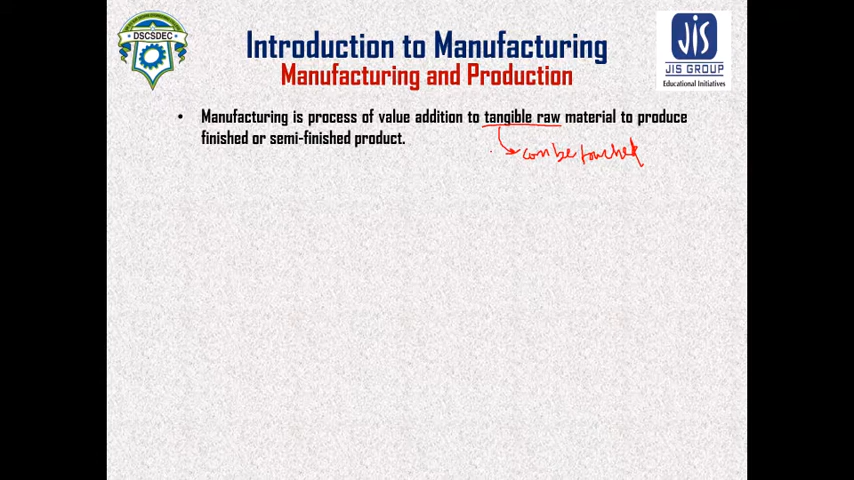 DSCSDEC
Introduction to Manufacturing
JIS
JIS GROUP
Educational Initiatives
Manufacturing and Production
• Manufacturing is process of value addition to tangible raw material to produce
finished or semi-finished product.
can be touched